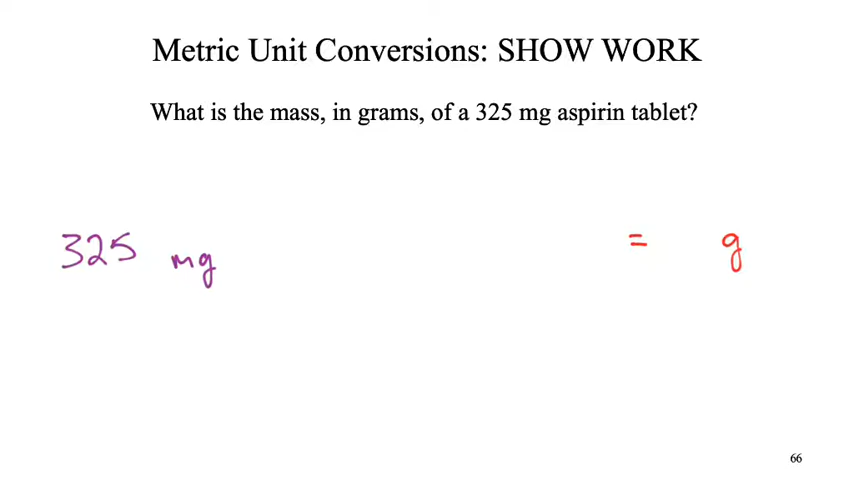 Metric Unit Conversions: SHOW WORK
What is the mass, in grams, of a 325 mg aspirin tablet?
325 mg = g
66